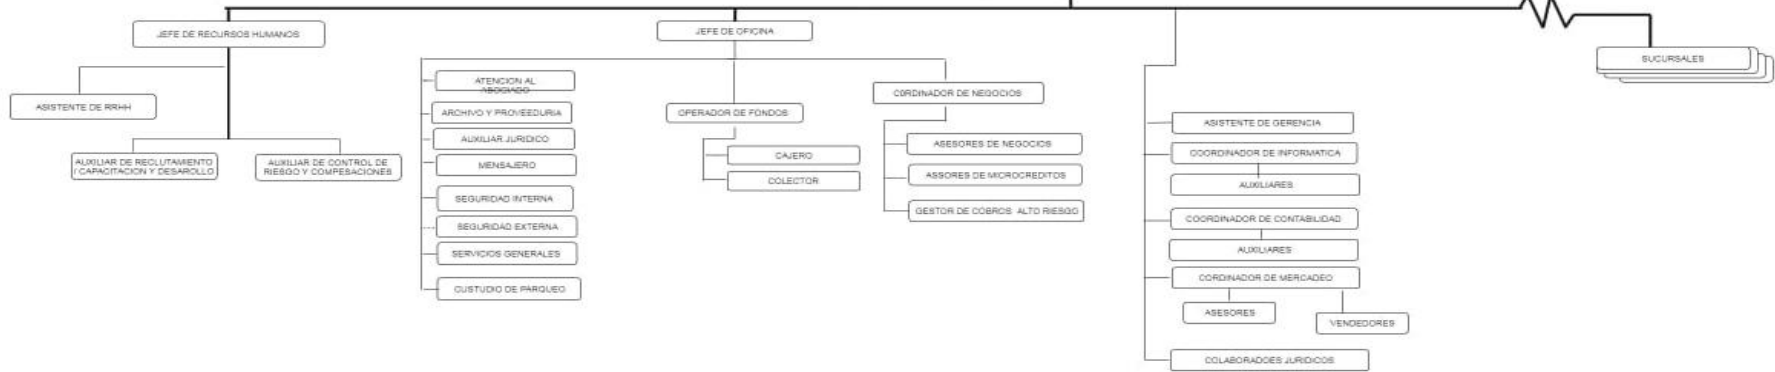 JEFE DE RECURSOS HUMANOS
ASISTENTE DE RRHH
AUXILIAR DE RECLUTAMIENTO
/ CAPACITACION Y DESAROLLO
AUXILIAR DE CONTROL DE
RIESGO Y COMPESACIONES
JEFE DE OFICINA
ATENCION AL
ASOCIADO
ARCHIVO Y PROVEEDURIA
AUXILIAR JURIDICO
MENSAJERO
SEGURIDAD INTERNA
SEGURIDAD EXTERNA
SERVICIOS GENERALES
CUSTUDIO DE PARQUEO
OPERADOR DE FONDOS
CAJERO
COLECTOR
CORDINADOR DE NEGOCIOS
ASESORES DE NEGOCIOS
ASSORES DE MICROCREDITOS
GESTOR DE COBROS ALTO RIESGO
ASISTENTE DE GERENCIA
COORDINADOR DE INFORMATICA
AUXILIARES
COORDINADOR DE CONTABILIDAD
AUXILIARES
CORDINADOR DE MERCADEO
ASESORES
VENDEDORES
COLABORADOES JURIDICOS
SUCURSALES